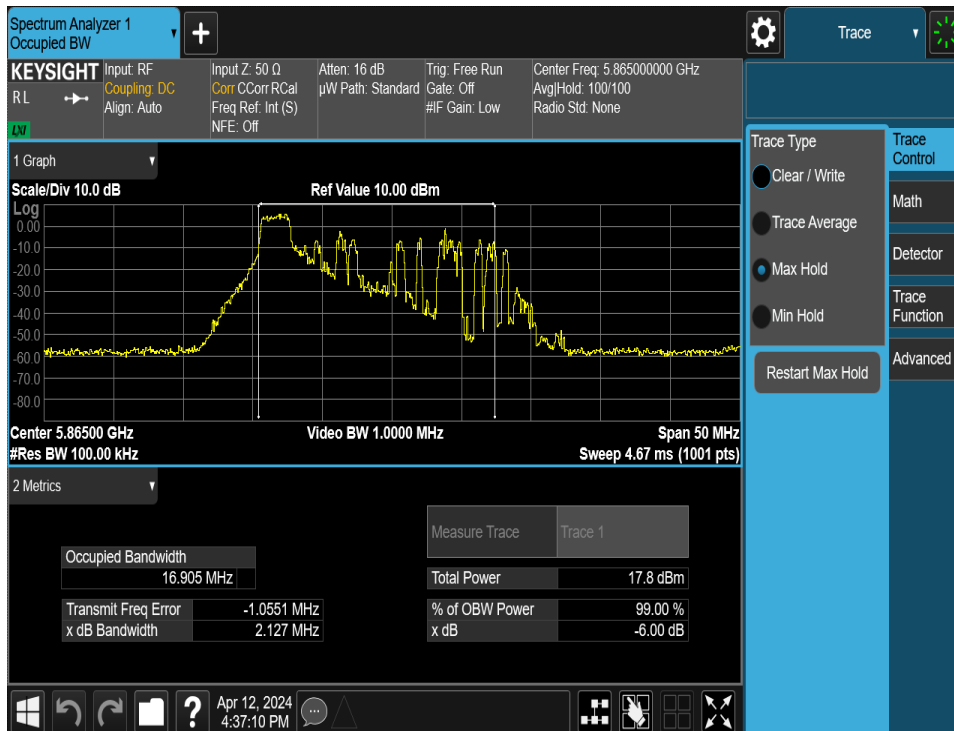 Spectrum Analyzer 1
Occupied BW
+
Trace
KEYSIGHT
R L
LXI
Input: RF
Coupling: DC
Align: Auto
Input Z: 50 Ω
Corr CCorr RCal
Freq Ref: Int (S)
NFE: Off
Atten: 16 dB
µW Path: Standard
Trig: Free Run
Gate: Off
#IF Gain: Low
Center Freq: 5.865000000 GHz
Avg|Hold: 100/100
Radio Std: None
1 Graph
Scale/Div 10.0 dB
Ref Value 10.00 dBm
Log
0.00
-10.0
-20.0
-30.0
-40.0
-50.0
-60.0
-70.0
-80.0
Center 5.86500 GHz
#Res BW 100.00 kHz
Video BW 1.0000 MHz
Span 50 MHz
Sweep 4.67 ms (1001 pts)
2 Metrics
Measure Trace Trace 1
Occupied Bandwidth
16.905 MHz
Total Power 17.8 dBm
Transmit Freq Error -1.0551 MHz
% of OBW Power 99.00 %
x dB Bandwidth 2.127 MHz
x dB -6.00 dB
?
Apr 12, 2024
4:37:10 PM
Trace Type
Clear / Write
Trace Average
Max Hold
Min Hold
Restart Max Hold
Trace
Control
Math
Detector
Trace
Function
Advanced